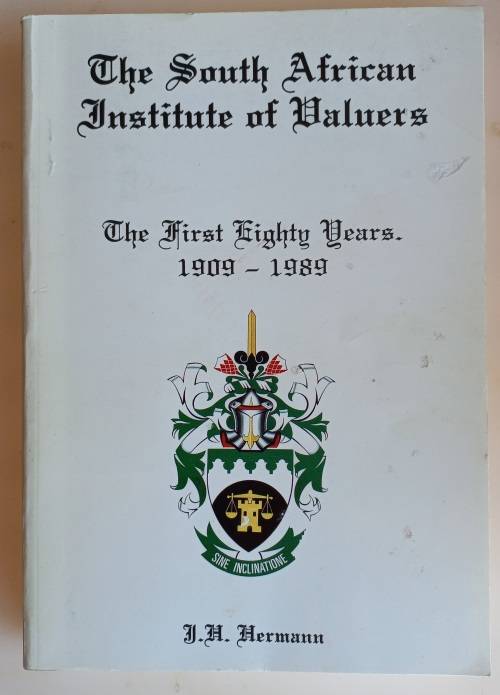 The South African
Institute of Valuers
The First Eighty Years.
1909 - 1989
SINE INCLINATIONE
J.H. Hermann